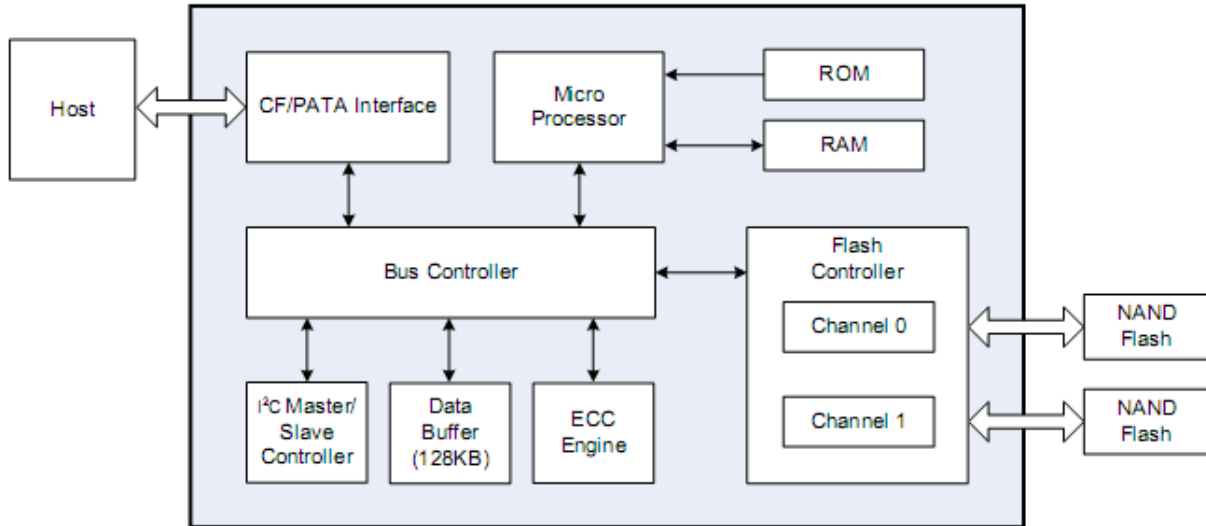 Host
CF/PATA Interface
Micro
Processor
ROM
RAM
Bus Controller
Flash
Controller
Channel 0
Channel 1
NAND
Flash
NAND
Flash
I²C Master/
Slave
Controller
Data
Buffer
(128KB)
ECC
Engine